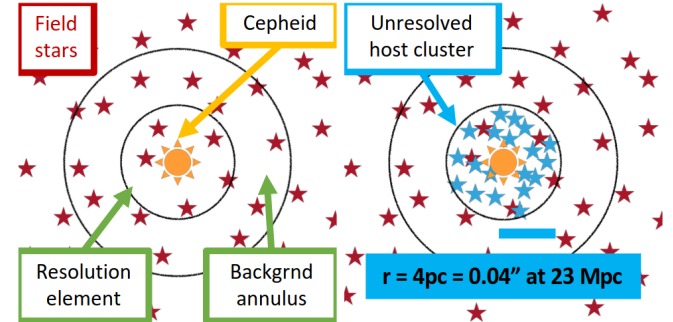 Field
stars
Cepheid
Unresolved
host cluster
Resolution
element
Backgrnd
annulus
r = 4pc = 0.04” at 23 Mpc